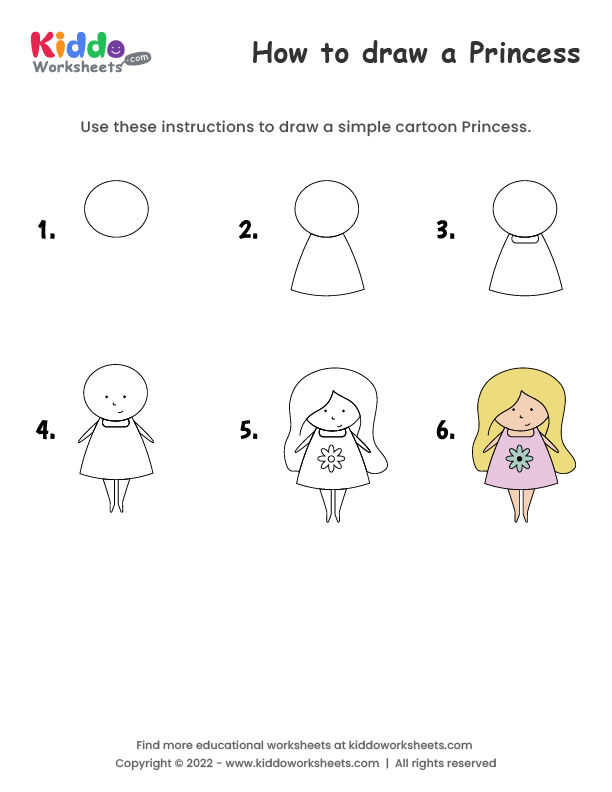 Kiddo
Worksheets .com
How to draw a Princess
Use these instructions to draw a simple cartoon Princess.
1.
2.
3.
4.
5.
6.
Find more educational worksheets at kiddoworksheets.com
Copyright © 2022 - www.kiddoworksheets.com | All rights reserved